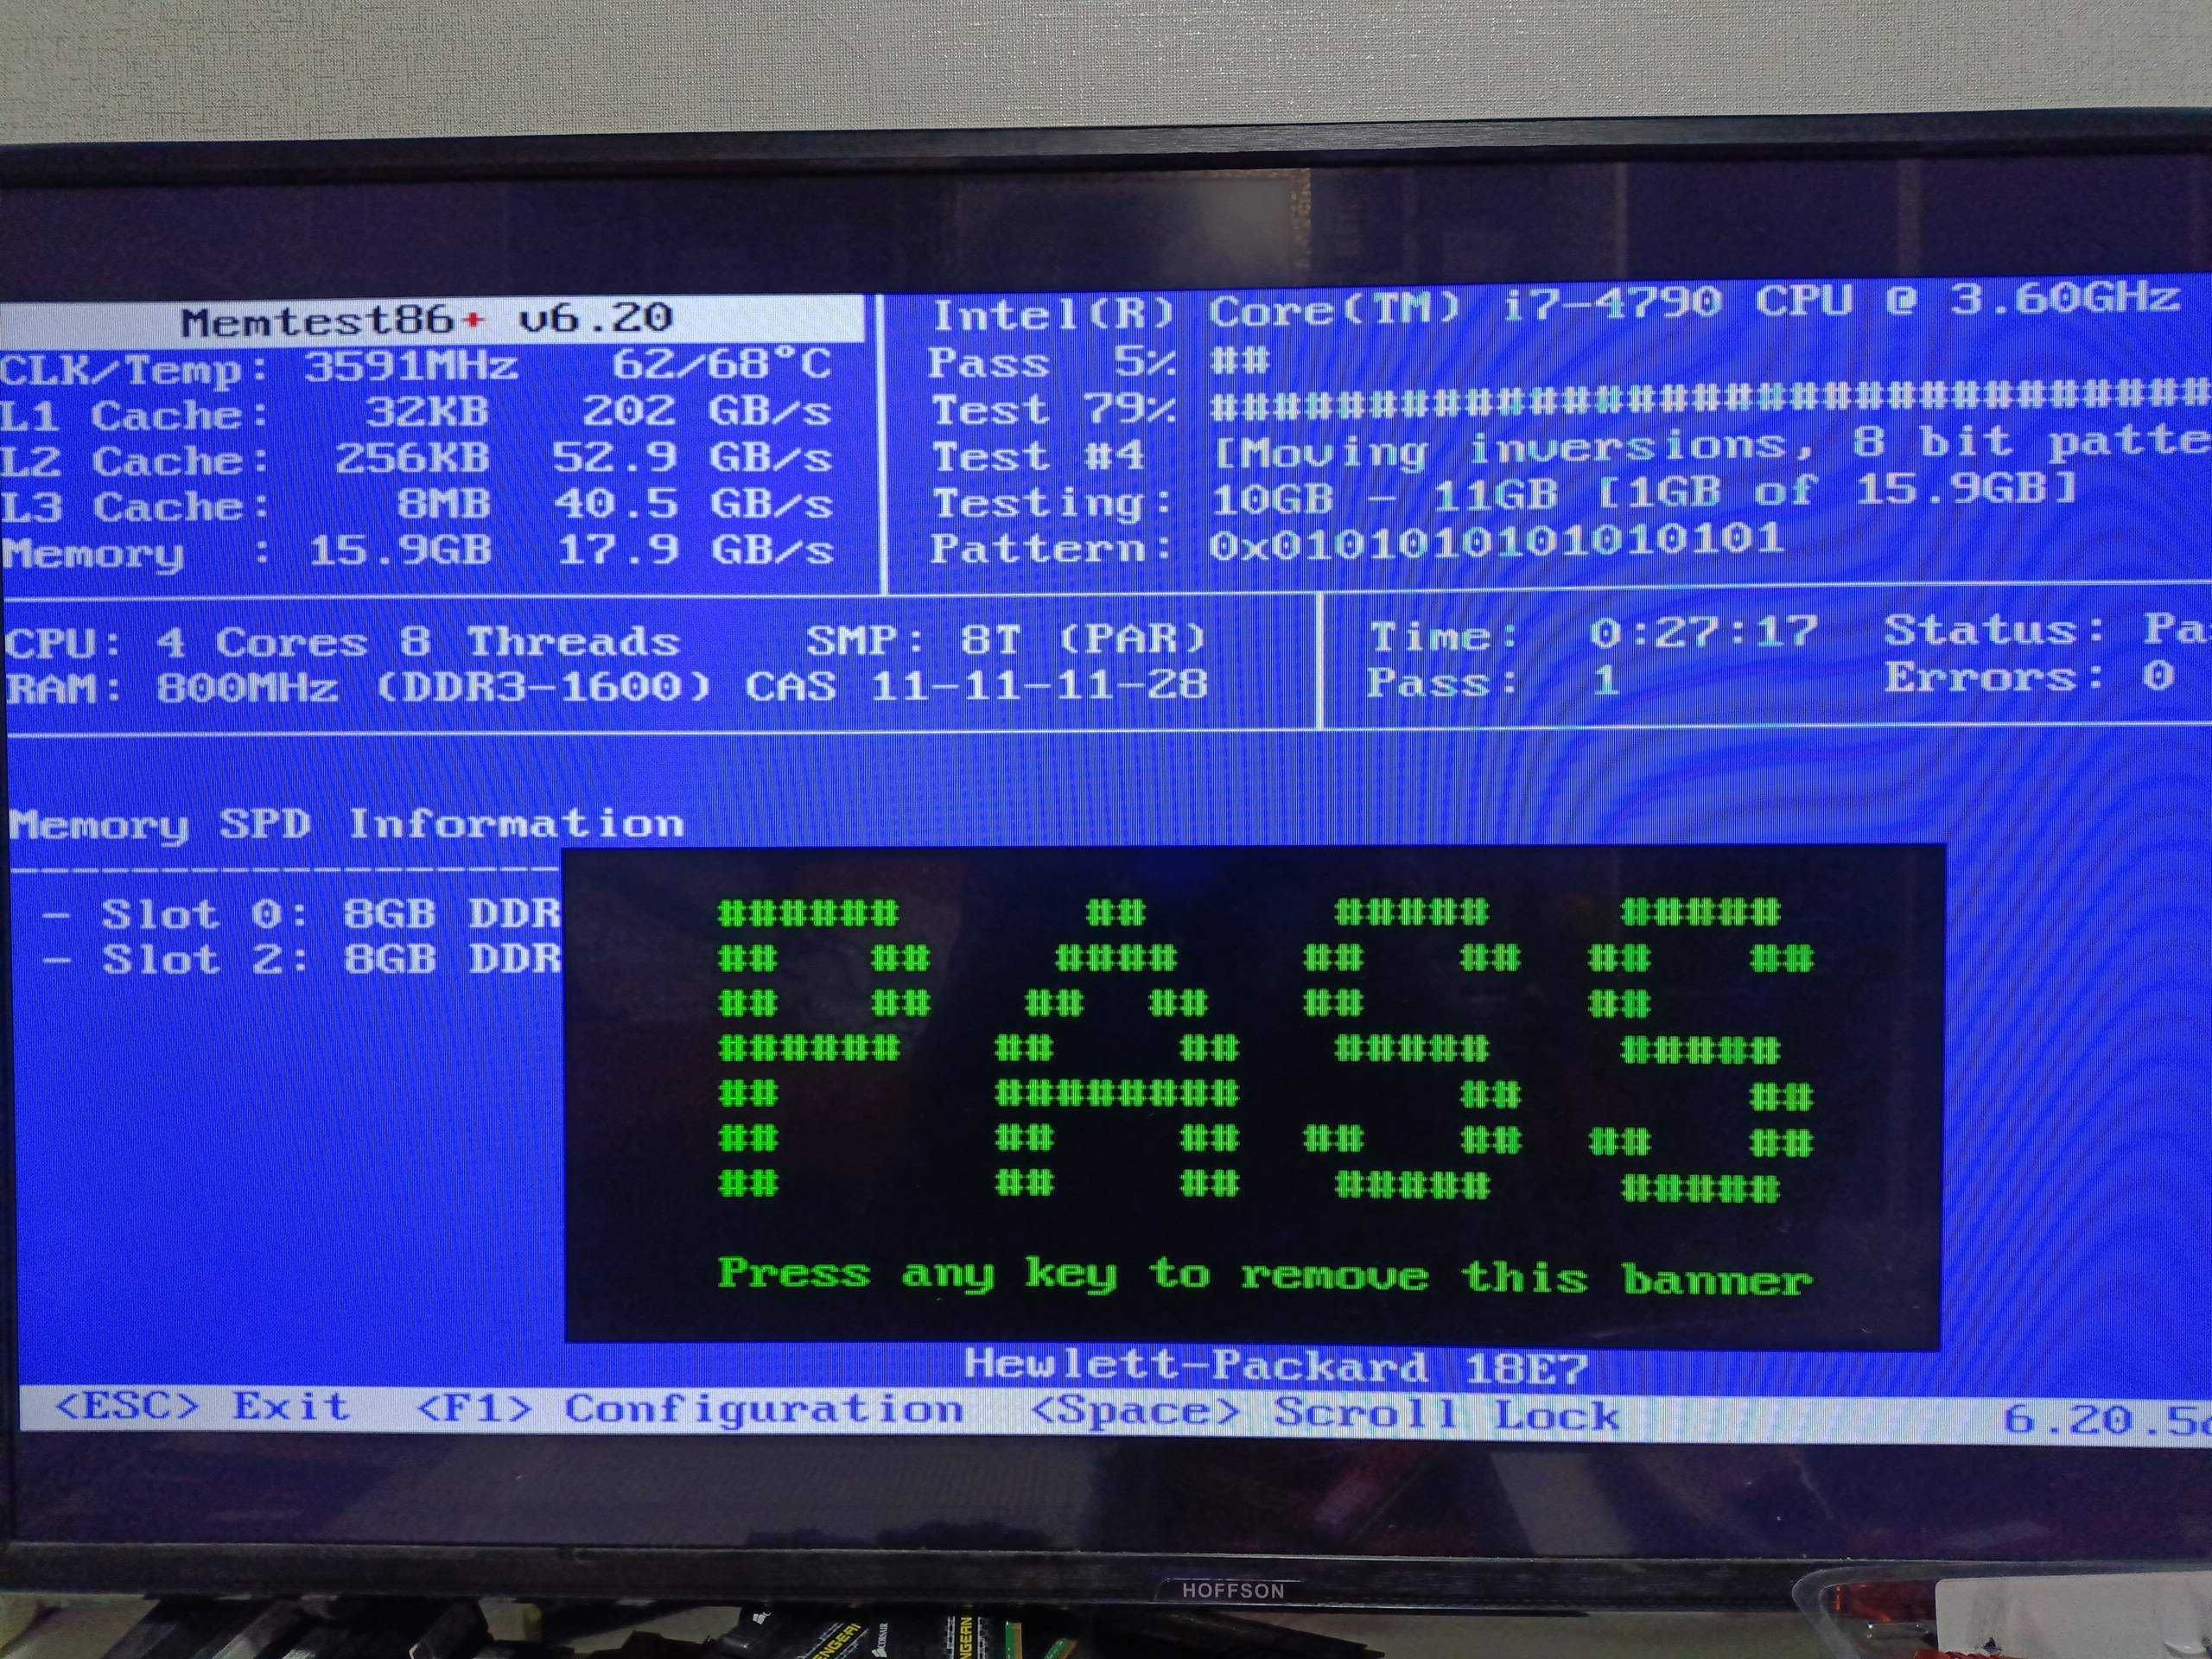 Memtest86+ v6.20
Intel(R) Core(TM) i7-4790 CPU @ 3.60GHz
CLK/Temp: 3591MHz 62/68°C
Pass 5% ##
L1 Cache: 32KB 202 GB/s
Test 79% ################################
L2 Cache: 256KB 52.9 GB/s
Test #4 [Moving inversions, 8 bit patte
L3 Cache: 8MB 40.5 GB/s
Testing: 10GB - 11GB [1GB of 15.9GB]
Memory : 15.9GB 17.9 GB/s
Pattern: 0x0101010101010101
CPU: 4 Cores 8 Threads SMP: 8T (PAR)
Time: 0:27:17 Status: Pa
RAM: 800MHz (DDR3-1600) CAS 11-11-11-28
Pass: 1 Errors: 0
Memory SPD Information
- Slot 0: 8GB DDR
- Slot 2: 8GB DDR
PASS
Press any key to remove this banner
Hewlett-Packard 18E7
<ESC> Exit <F1> Configuration <Space> Scroll Lock 6.20.5
HOFFSON
CORSAIR